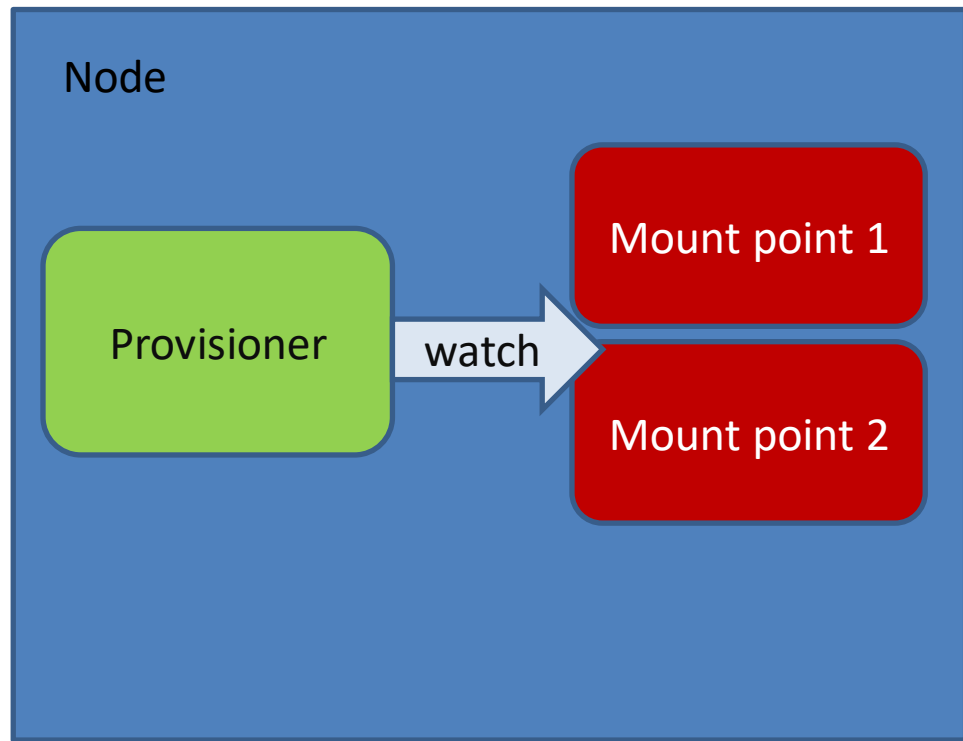 Node
Provisioner
watch
Mount point 1
Mount point 2